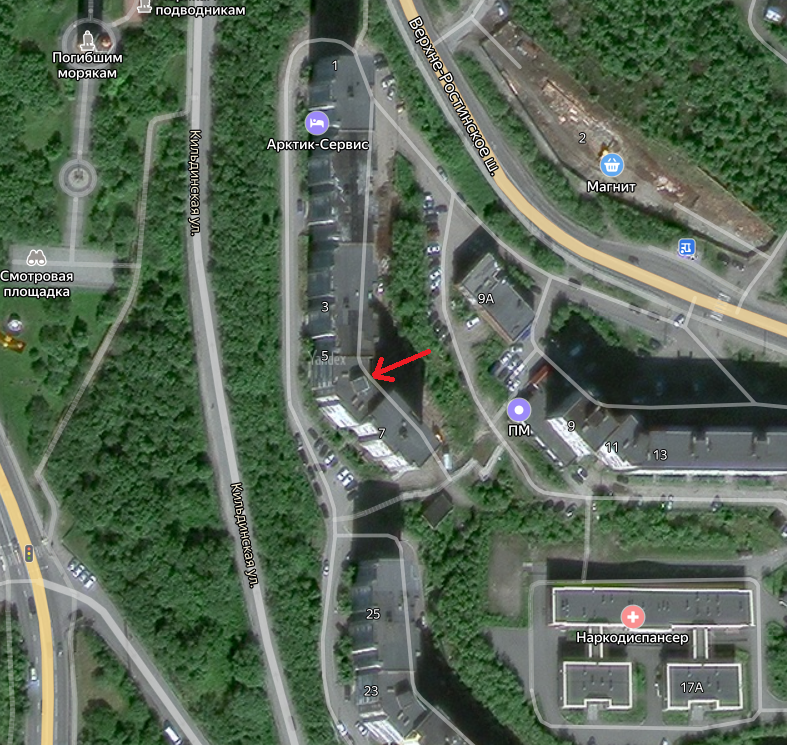 подводникам
Погибшим
морякам
Верхне-Ростинское ш.
1
Арктик-Сервис
2
Магнит
Кильдинская ул.
Смотровая
площадка
9А
3
5
Yandex
ПМ
9
7
11
13
Кильдинская ул.
25
Наркодиспансер
23
17А